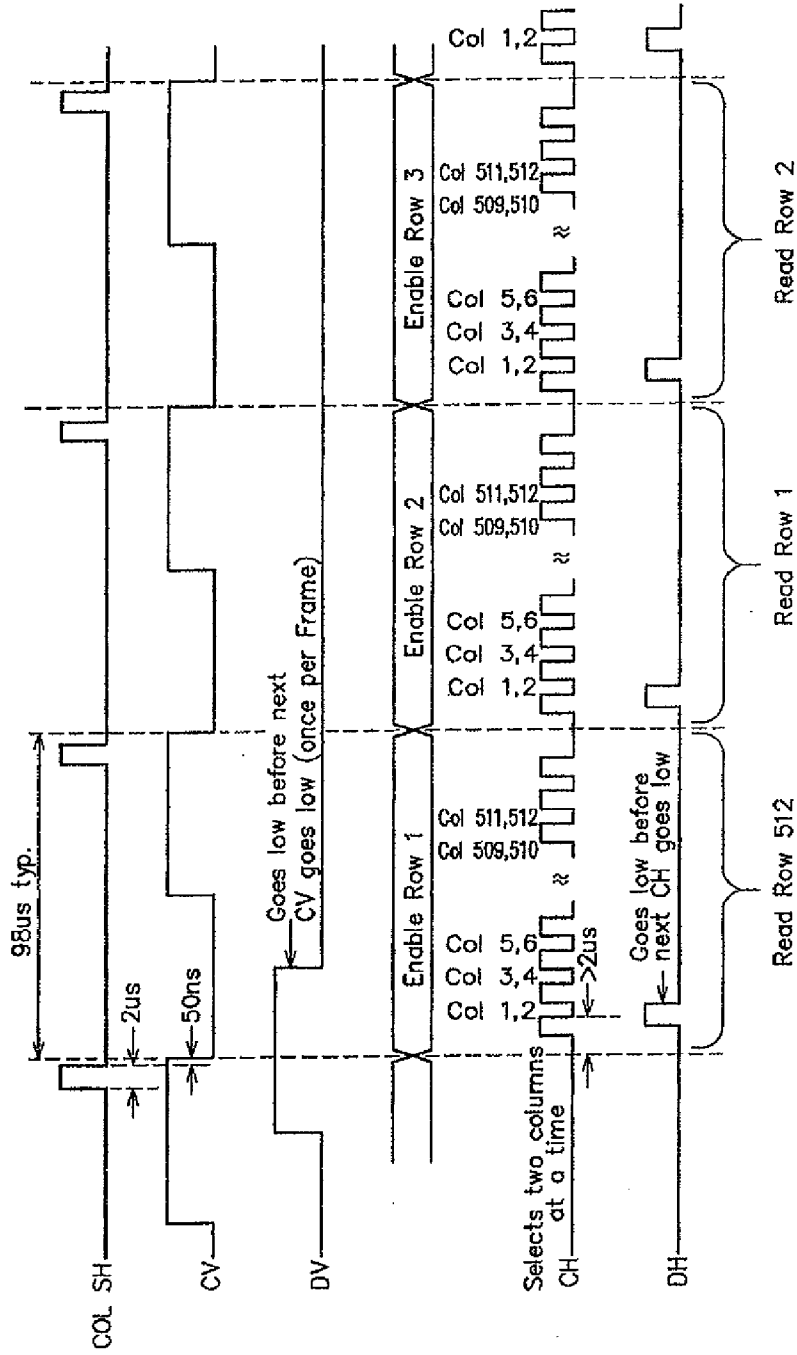 COL SH
2us
98us typ.
CV
50ns
DV
Goes low before next
CV goes low (once per Frame)
Enable Row 1
Enable Row 2
Enable Row 3
Selects two columns
at a time
CH
Col 1,2
Col 3,4
Col 5,6
≈
Col 509,510
Col 511,512
Col 1,2
Col 3,4
Col 5,6
≈
Col 509,510
Col 511,512
Col 1,2
Col 3,4
Col 5,6
≈
Col 509,510
Col 511,512
Col 1,2
>2us
DH
Goes low before
next CH goes low
Read Row 512
Read Row 1
Read Row 2